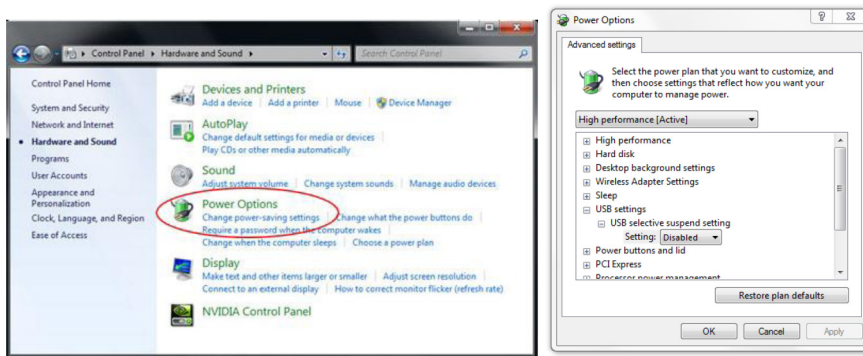 Control Panel ▸ Hardware and Sound ▸
Search Control Panel
Control Panel Home
System and Security
Network and Internet
Hardware and Sound
Programs
User Accounts
Appearance and
Personalization
Clock, Language, and Region
Ease of Access
Devices and Printers
Add a device | Add a printer | Mouse | Device Manager
AutoPlay
Change default settings for media or devices
Play CDs or other media automatically
Sound
Adjust system volume | Change system sounds | Manage audio devices
Power Options
Change power-saving settings | Change what the power buttons do
Require a password when the computer wakes
Change when the computer sleeps | Choose a power plan
Display
Make text and other items larger or smaller | Adjust screen resolution
Connect to an external display | How to correct monitor flicker (refresh rate)
NVIDIA Control Panel
Power Options
Advanced settings
Select the power plan that you want to customize, and
then choose settings that reflect how you want your
computer to manage power.
High performance [Active]
High performance
Hard disk
Desktop background settings
Wireless Adapter Settings
Sleep
USB settings
USB selective suspend setting
Setting: Disabled
Power buttons and lid
PCI Express
Processor power management
Restore plan defaults
OK Cancel Apply